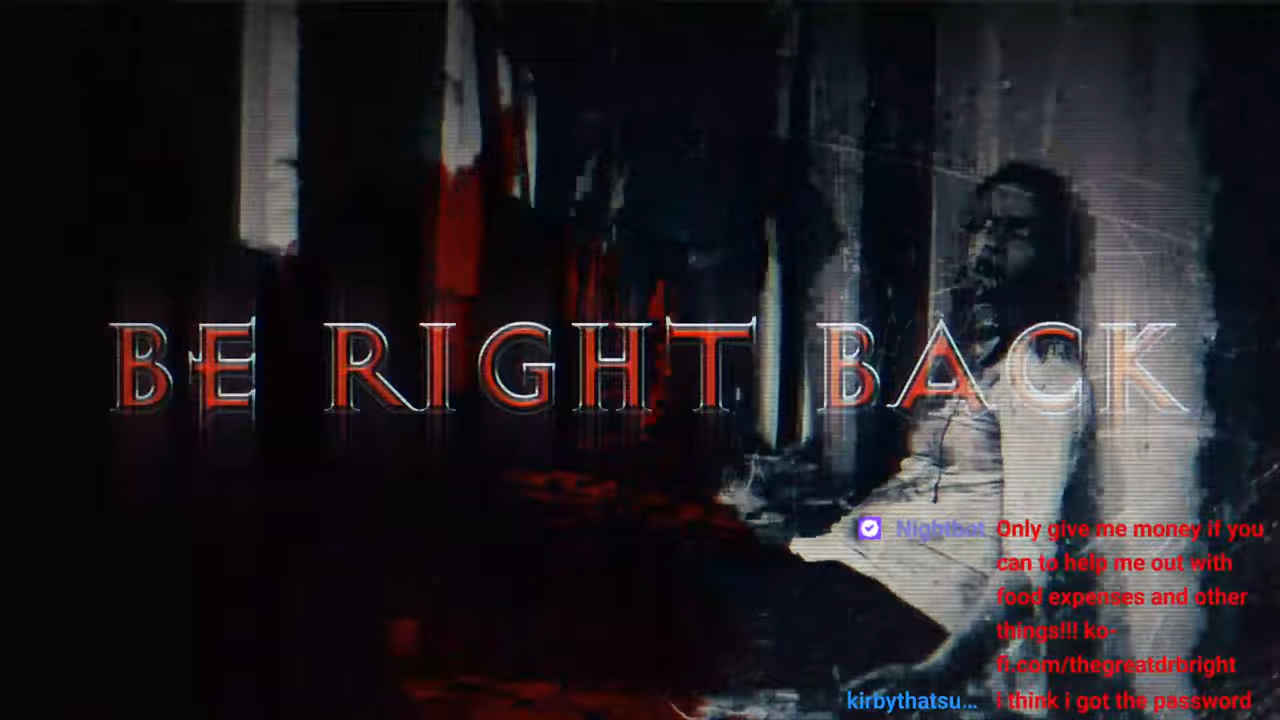 BE RIGHT BACK
Nightbot Only give me money if you
can to help me out with
food expenses and other
things!!! ko-
fi.com/thegreatdrbright
kirbythatsu... i think i got the password